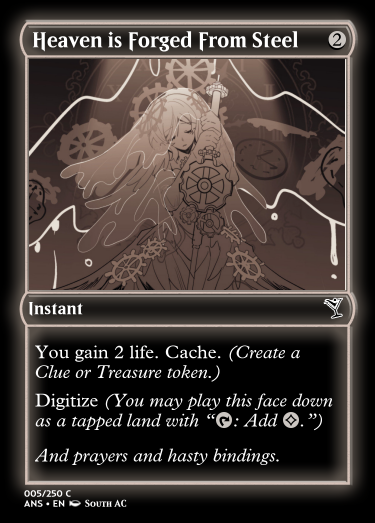 Heaven is Forged From Steel 2
Instant
You gain 2 life. Cache. (Create a
Clue or Treasure token.)
Digitize (You may play this face down
as a tapped land with “: Add .”)
And prayers and hasty bindings.
005/250 C
ANS • EN South AC